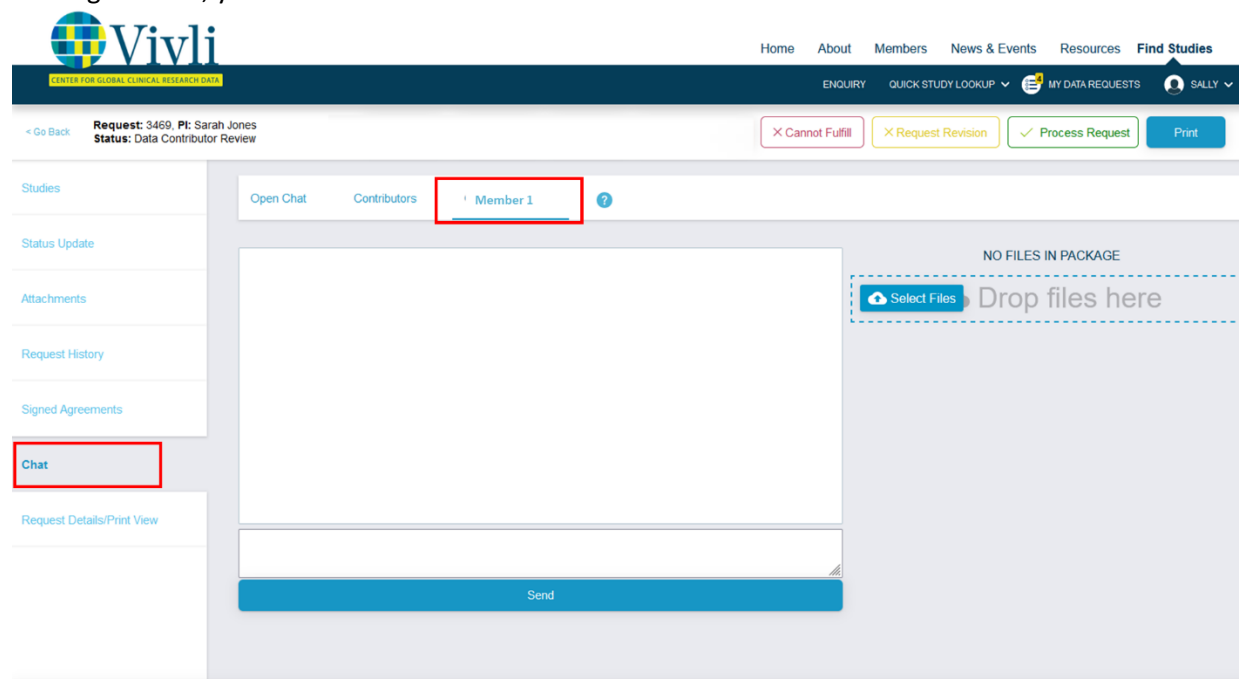 Vivli
CENTER FOR GLOBAL CLINICAL RESEARCH DATA
Home About Members News & Events Resources Find Studies
ENQUIRY QUICK STUDY LOOKUP 4 MY DATA REQUESTS SALLY
< Go Back Request: 3469, PI: Sarah Jones
Status: Data Contributor Review
Cannot Fulfill Request Revision Process Request Print
Studies
Open Chat Contributors Member 1 ?
Status Update
NO FILES IN PACKAGE
Attachments
Select Files Drop files here
Request History
Signed Agreements
Chat
Request Details/Print View
Send